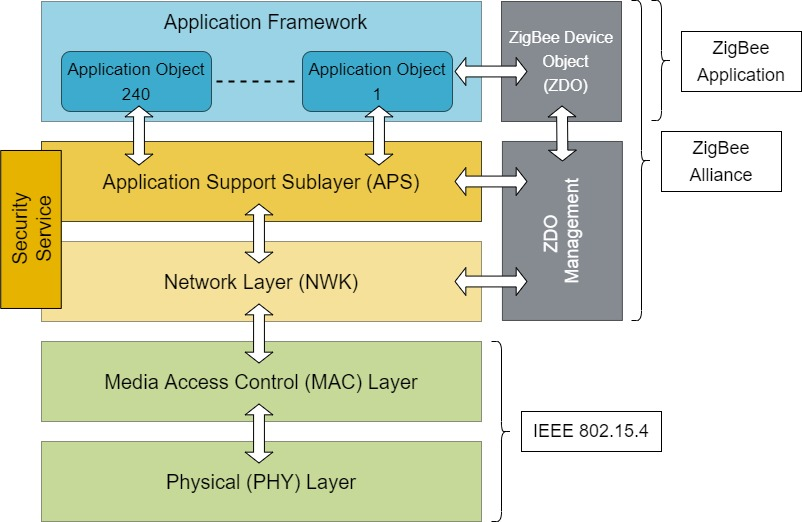 Application Framework
Application Object
240
Application Object
1
ZigBee Device
Object
(ZDO)
ZigBee
Application
ZigBee
Alliance
Security
Service
Application Support Sublayer (APS)
ZDO
Management
Network Layer (NWK)
Media Access Control (MAC) Layer
IEEE 802.15.4
Physical (PHY) Layer